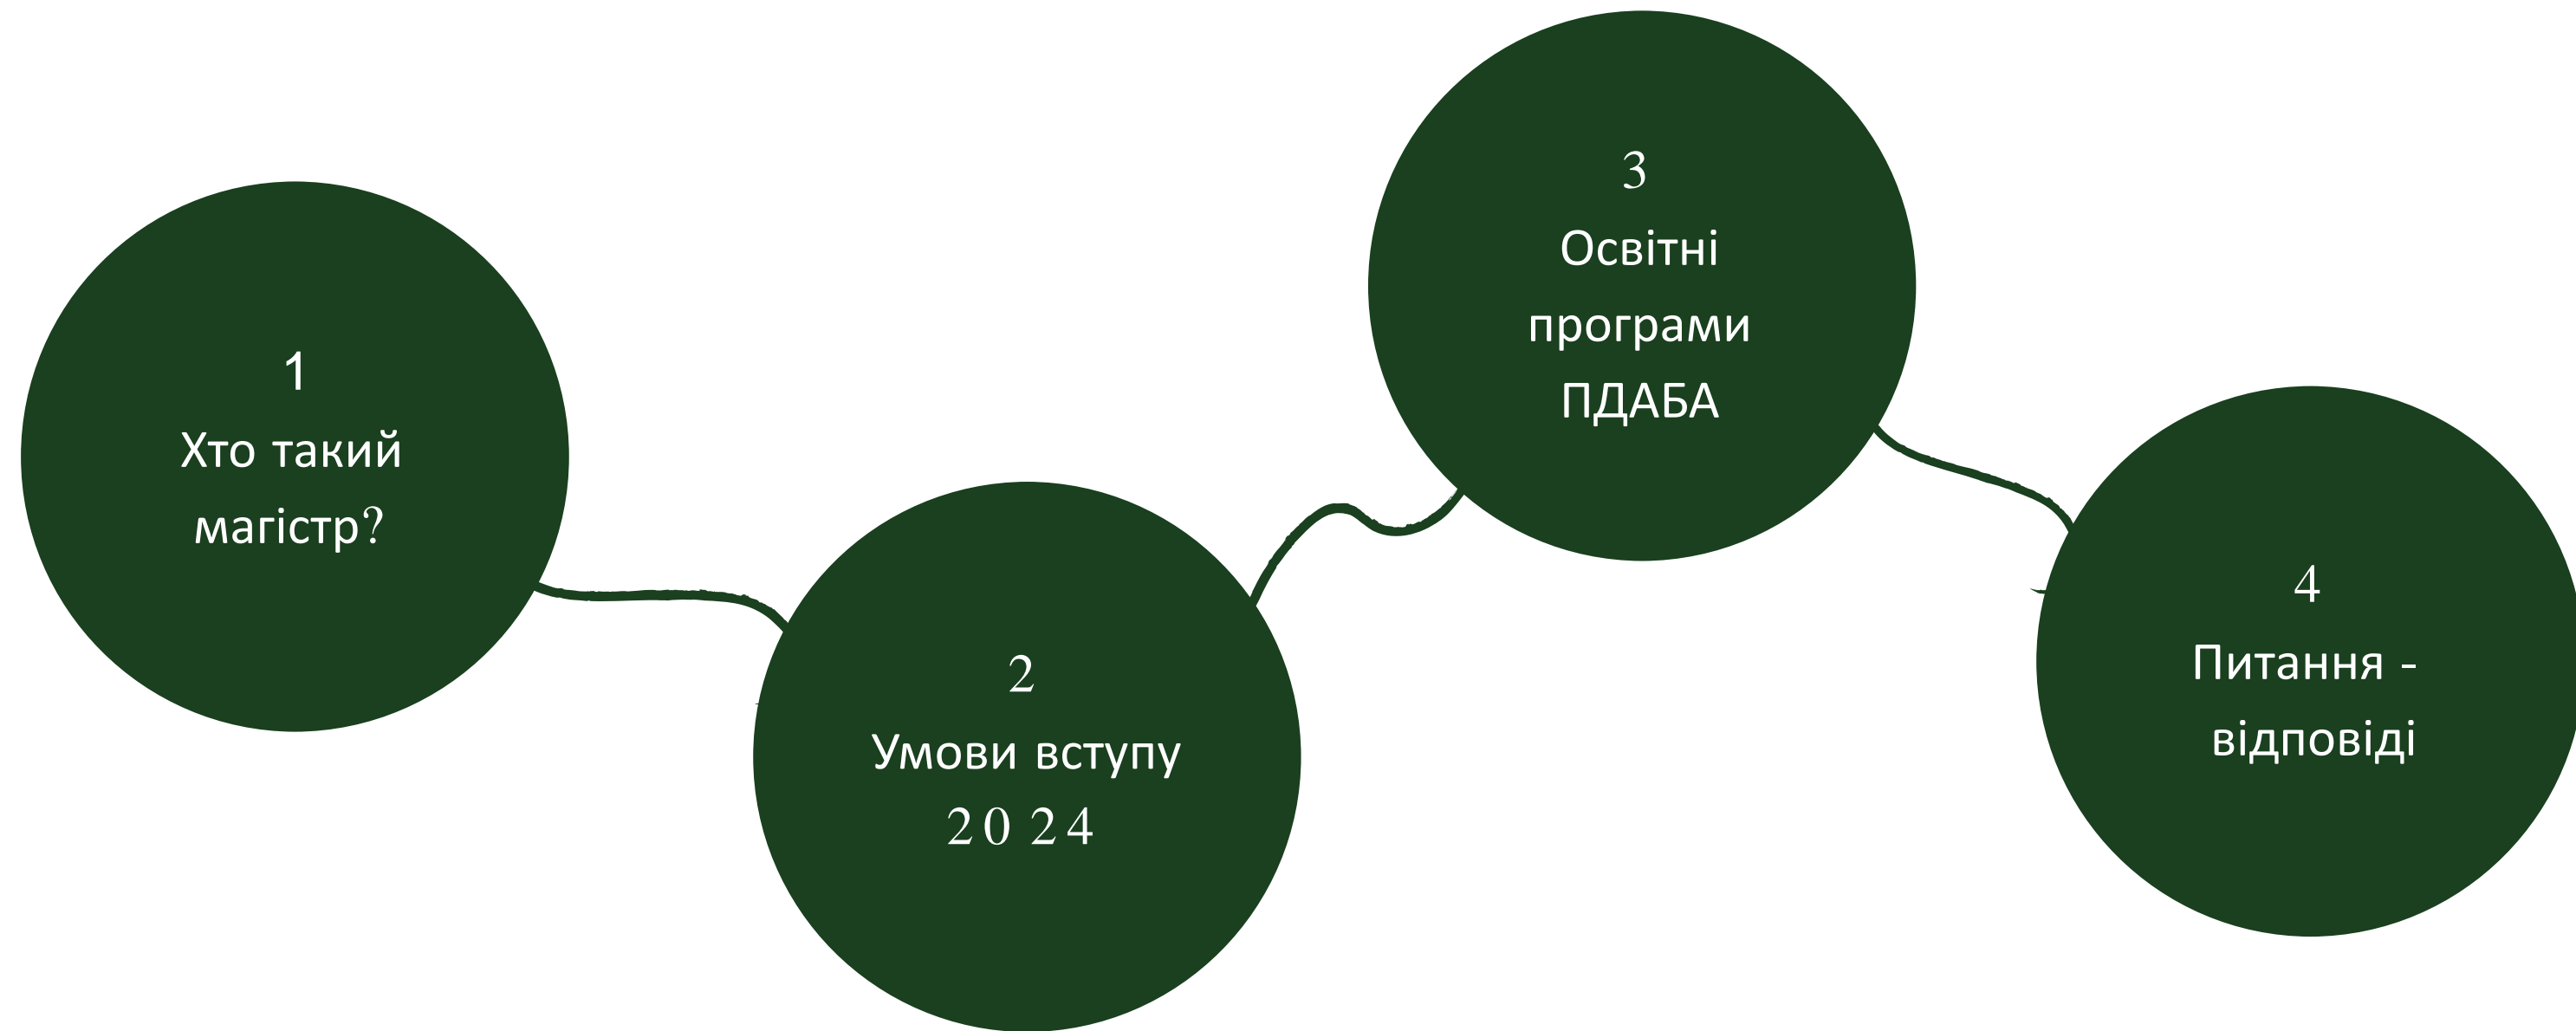 1
Хто такий
магістр?
2
Умови вступу
2024
3
Освітні
програми
ПДАБА
4
Питання -
відповіді